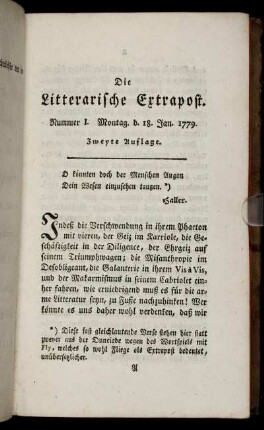 Die
Litterarische Extrapost.
Nummer I. Montag. d. 18. Jan. 1779.
Zweyte Auflage.
O könnten doch der Menschen Augen
Dein Wesen einzusehen taugen. *)
Haller.
Indeß die Verschwendung in ihrem Phaeton
mit vieren, der Geiz im Karriole, die Ge-
schäftigkeit in der Diligence, der Ehrgeiz auf
seinem Triumphwagen; die Misanthropie im
Desobligeant, die Galanterie in ihrem Vis à Vis,
und der Makarmismus in seinem Cabriolet ein-
her fahren, wie erniedrigend muß es für die ar-
me Litteratur seyn, zu Fusse nachzuhinken! Wer
könnte es uns daher wohl verdenken, daß wir
*) Diese fast gleichlautende Verse stehen hier statt
zweyer aus der Dunciade wegen des Wortspiels mit
Fly, welches so wohl Fliege als Extrapost bedeutet,
unübersetzlicher.
A